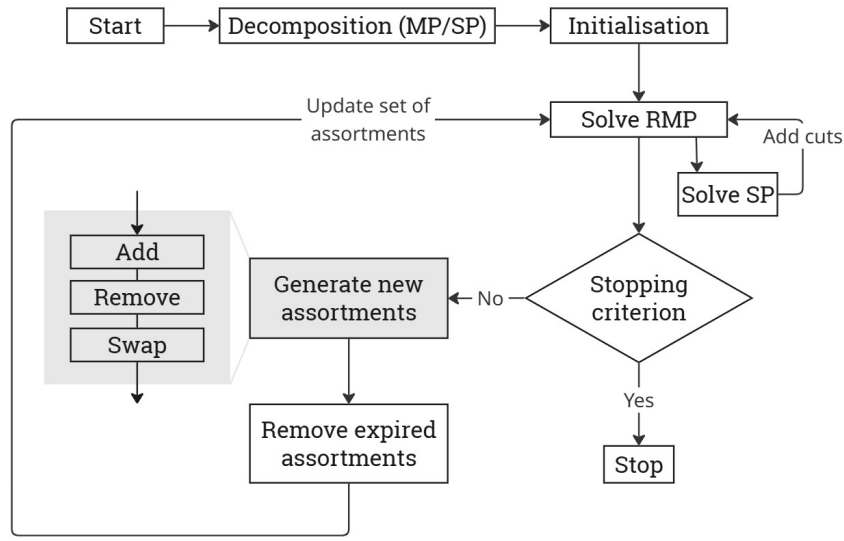 Start
Decomposition (MP/SP)
Initialisation
Update set of
assortments
Solve RMP
Add cuts
Solve SP
Add
Remove
Swap
Generate new
assortments
No
Stopping
criterion
Yes
Remove expired
assortments
Stop